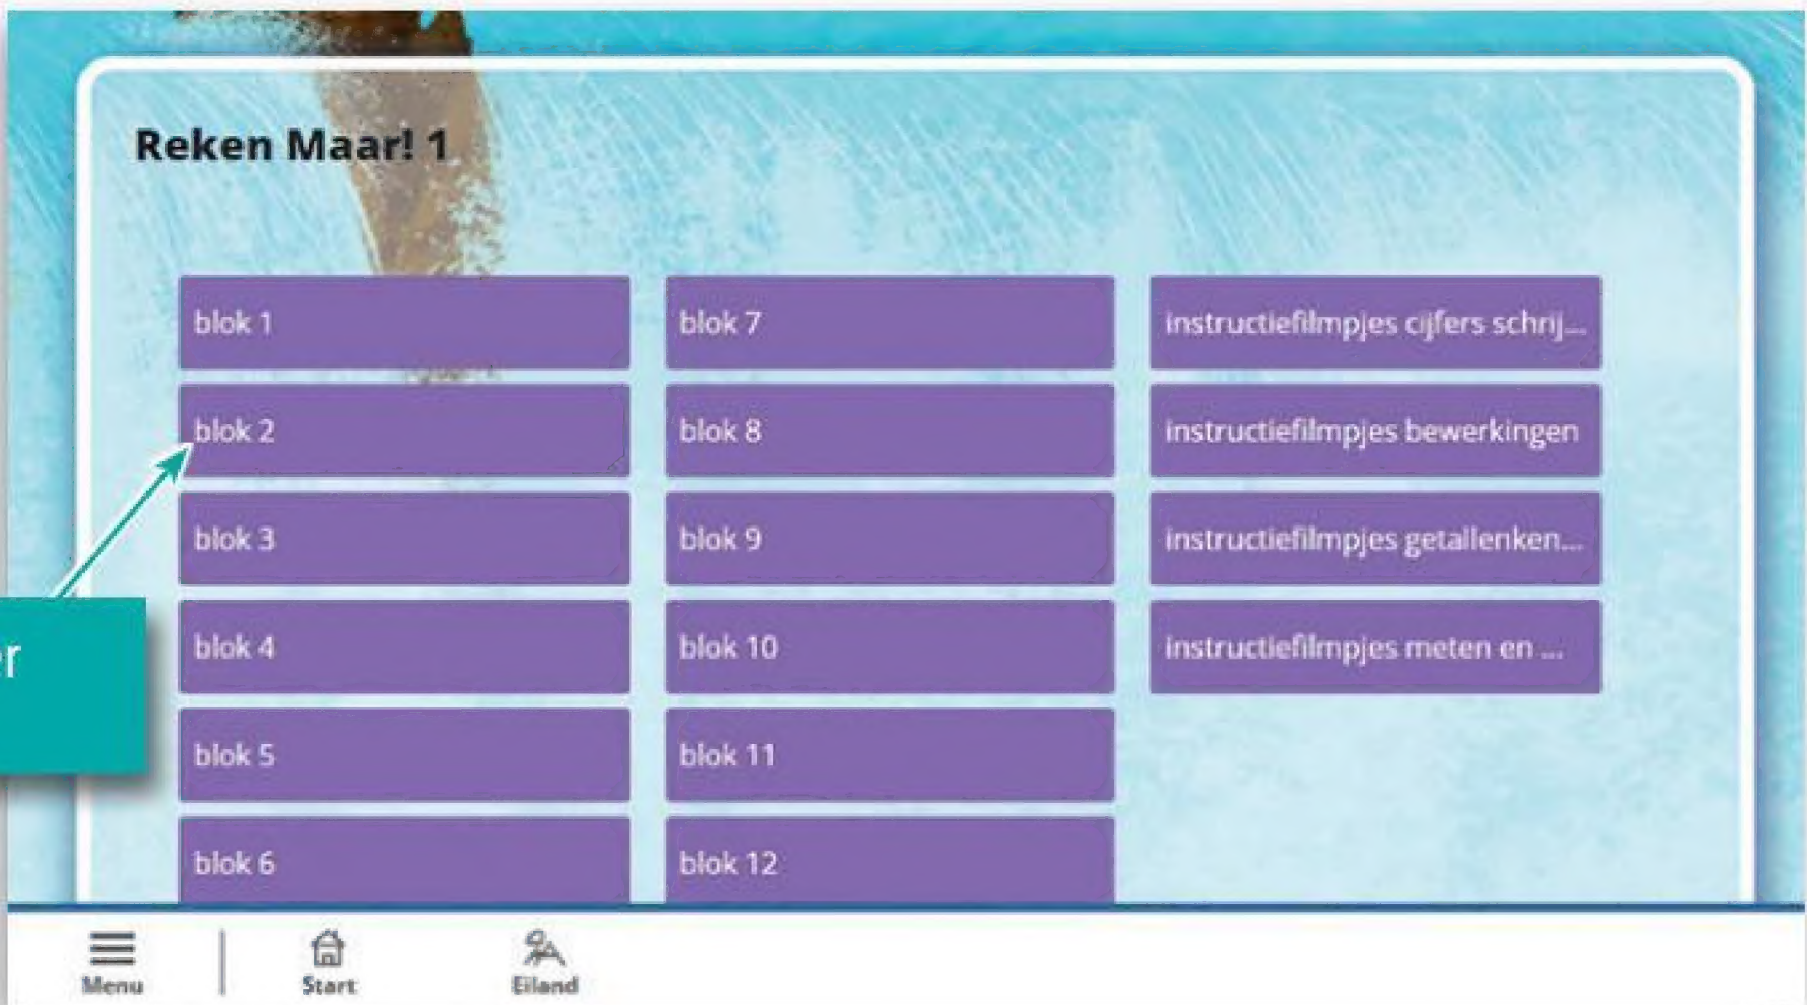 Reken Maar! 1
blok 1
blok 2
blok 3
blok 4
blok 5
blok 6
blok 7
blok 8
blok 9
blok 10
blok 11
blok 12
instructiefilmpjes cijfers schrij...
instructiefilmpjes bewerkingen
instructiefilmpjes getallenken...
instructiefilmpjes meten en ...
Menu
Start
Eiland